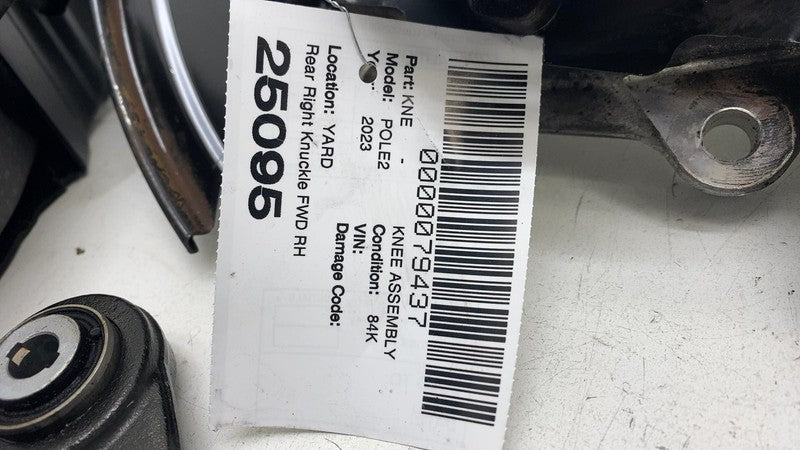 0000079437
Part: KNE - KNEE ASSEMBLY
Model: POLE2 Condition: 84K
2023 VIN:
Damage Code:
Location: YARD
Rear Right Knuckle FWD RH
25095